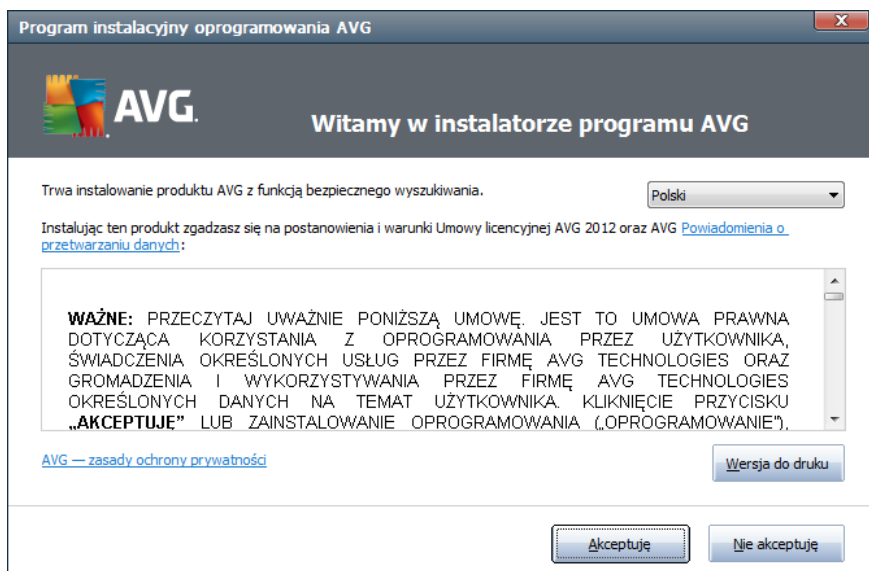 Program instalacyjny oprogramowania AVG
AVG.
Witamy w instalatorze programu AVG
Trwa instalowanie produktu AVG z funkcją bezpiecznego wyszukiwania.
Polski
Instalując ten produkt zgadzasz się na postanowienia i warunki Umowy licencyjnej AVG 2012 oraz AVG Powiadomienia o
przetwarzaniu danych:
WAŻNE: PRZECZYTAJ UWAŻNIE PONIŻSZĄ UMOWĘ. JEST TO UMOWA PRAWNA
DOTYCZĄCA KORZYSTANIA Z OPROGRAMOWANIA PRZEZ UŻYTKOWNIKA,
ŚWIADCZENIA OKREŚLONYCH USŁUG PRZEZ FIRMĘ AVG TECHNOLOGIES ORAZ
GROMADZENIA I WYKORZYSTYWANIA PRZEZ FIRMĘ AVG TECHNOLOGIES
OKREŚLONYCH DANYCH NA TEMAT UŻYTKOWNIKA. KLIKNIĘCIE PRZYCISKU
„AKCEPTUJĘ” LUB ZAINSTALOWANIE OPROGRAMOWANIA („OPROGRAMOWANIE”),
AVG — zasady ochrony prywatności
Wersja do druku
Akceptuję
Nie akceptuję